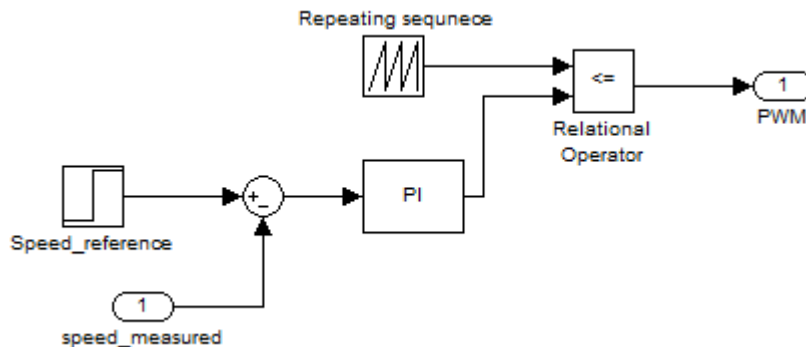 Repeating sequnece
<=
1
PWM
Relational
Operator
+
-
PI
Speed_reference
1
speed_measured